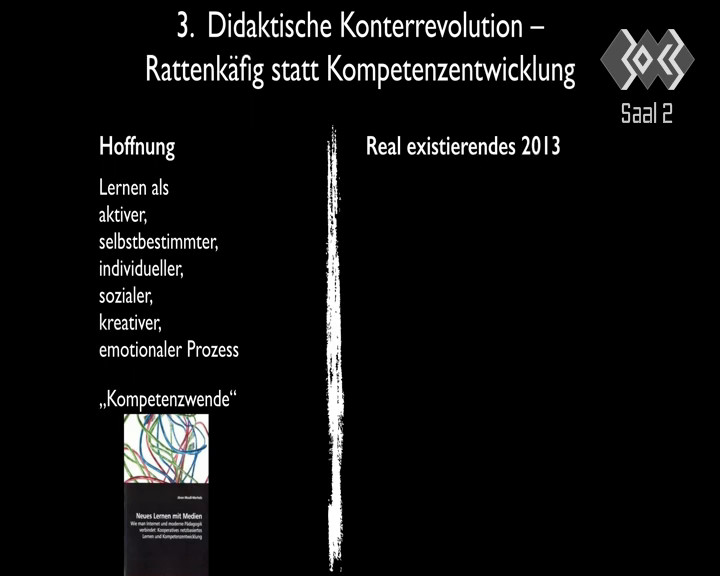 3. Didaktische Konterrevolution –
Rattenkäfig statt Kompetenzentwicklung
Saal 2
Hoffnung
Real existierendes 2013
Lernen als
aktiver,
selbstbestimmter,
individueller,
sozialer,
kreativer,
emotionaler Prozess
„Kompetenzwende“
Neues Lernen mit Medien
Wie man Internet und moderne Pädagogik
verbindet: Kooperatives netzbasiertes
Lernen und Kompetenzentwicklung